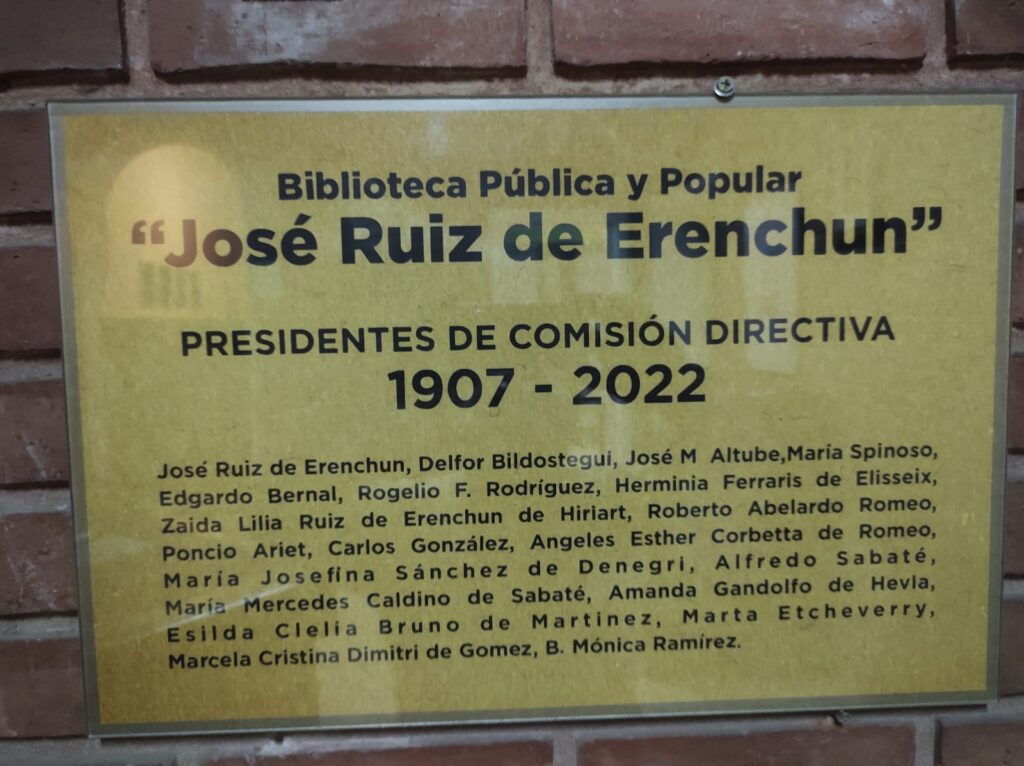 Biblioteca Pública y Popular
“José Ruiz de Erenchun”
PRESIDENTES DE COMISIÓN DIRECTIVA
1907 - 2022
José Ruiz de Erenchun, Delfor Bildostegui, José M Altube,María Spinoso,
Edgardo Bernal, Rogelio F. Rodríguez, Herminia Ferraris de Elisseix,
Zaida Lilia Ruiz de Erenchun de Hiriart, Roberto Abelardo Romeo,
Poncio Ariet, Carlos González, Angeles Esther Corbetta de Romeo,
María Josefina Sánchez de Denegri, Alfredo Sabaté,
María Mercedes Caldino de Sabaté, Amanda Gandolfo de Hevia,
Esilda Clelia Bruno de Martinez, Marta Etcheverry,
Marcela Cristina Dimitri de Gomez, B. Mónica Ramírez.